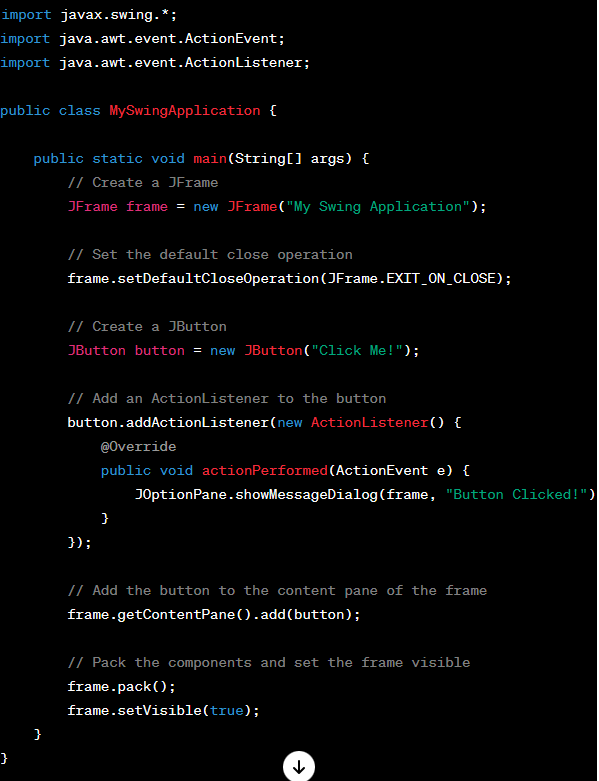 import javax.swing.*;
import java.awt.event.ActionEvent;
import java.awt.event.ActionListener;

public class MySwingApplication {

    public static void main(String[] args) {
        // Create a JFrame
        JFrame frame = new JFrame("My Swing Application");

        // Set the default close operation
        frame.setDefaultCloseOperation(JFrame.EXIT_ON_CLOSE);

        // Create a JButton
        JButton button = new JButton("Click Me!");

        // Add an ActionListener to the button
        button.addActionListener(new ActionListener() {
            @Override
            public void actionPerformed(ActionEvent e) {
                JOptionPane.showMessageDialog(frame, "Button Clicked!")
            }
        });

        // Add the button to the content pane of the frame
        frame.getContentPane().add(button);

        // Pack the components and set the frame visible
        frame.pack();
        frame.setVisible(true);
    }
}